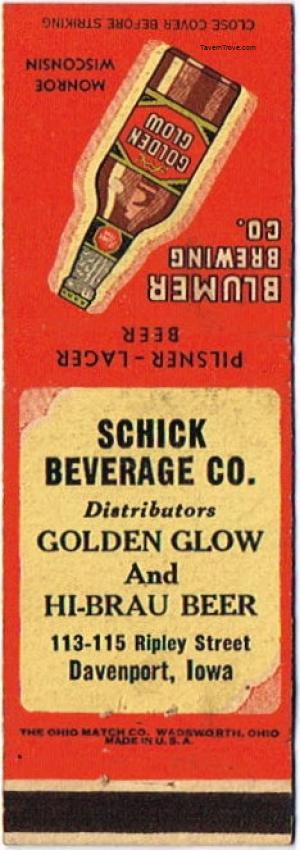 CLOSE COVER BEFORE STRIKING
TavernTrove.com
MONROE
WISCONSIN
GOLDEN
GLOW
BLUMER
BREWING
CO.
PILSNER - LAGER
BEER
SCHICK
BEVERAGE CO.
Distributors
GOLDEN GLOW
And
HI-BRAU BEER
113-115 Ripley Street
Davenport, Iowa
THE OHIO MATCH CO. WADSWORTH, OHIO
MADE IN U.S.A.